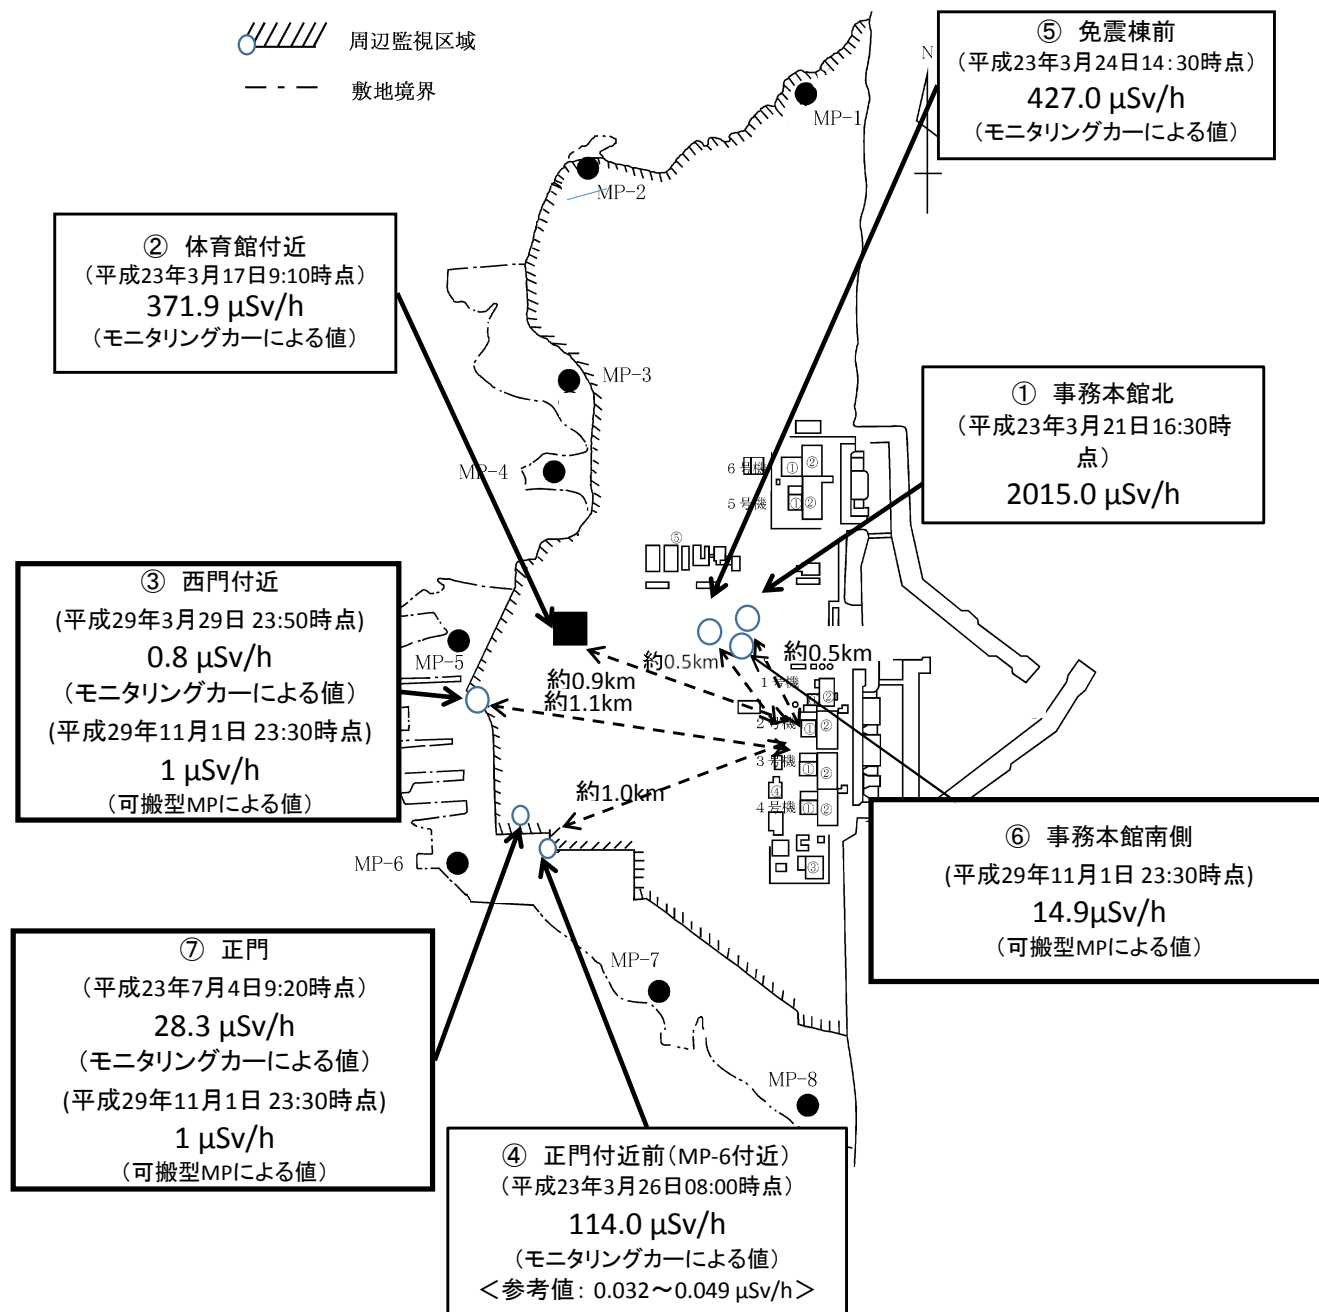 周辺監視区域
敷地境界
⑤ 免震棟前
(平成23年3月24日14:30時点)
427.0 μSv/h
(モニタリングカーによる値)
N
MP-1
MP-2
② 体育館付近
(平成23年3月17日9:10時点)
371.9 μSv/h
(モニタリングカーによる値)
MP-3
① 事務本館北
(平成23年3月21日16:30時
点)
2015.0 μSv/h
MP-4
6号機
① ②
5号機
① ②
⑤
③ 西門付近
(平成29年3月29日 23:50時点)
0.8 μSv/h
(モニタリングカーによる値)
(平成29年11月1日 23:30時点)
1 μSv/h
(可搬型MPによる値)
MP-5
約0.5km
約0.5km
約0.9km
約1.1km
1号機
②
2号機
① ②
3号機
① ②
約1.0km
④
4号機
① ②
③
MP-6
⑥ 事務本館南側
(平成29年11月1日 23:30時点)
14.9μSv/h
(可搬型MPによる値)
⑦ 正門
(平成23年7月4日9:20時点)
28.3 μSv/h
(モニタリングカーによる値)
(平成29年11月1日 23:30時点)
1 μSv/h
(可搬型MPによる値)
MP-7
MP-8
④ 正門付近前(MP-6付近)
(平成23年3月26日08:00時点)
114.0 μSv/h
(モニタリングカーによる値)
<参考値: 0.032~0.049 μSv/h>